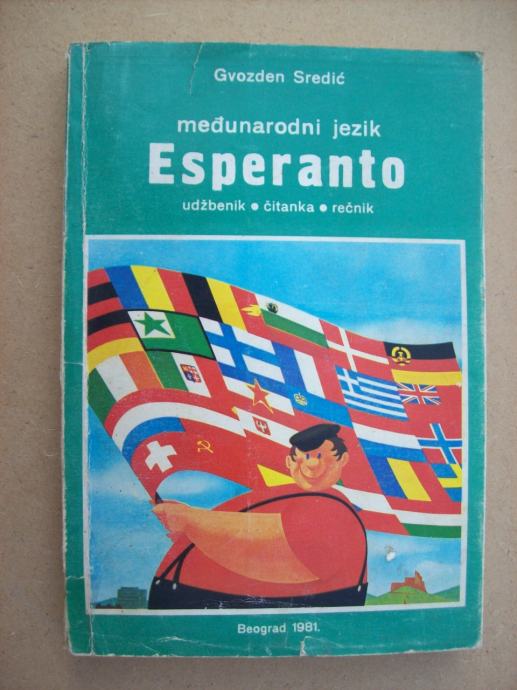 Gvozden Sredić
međunarodni jezik
Esperanto
udžbenik • čitanka • rečnik
Beograd 1981.